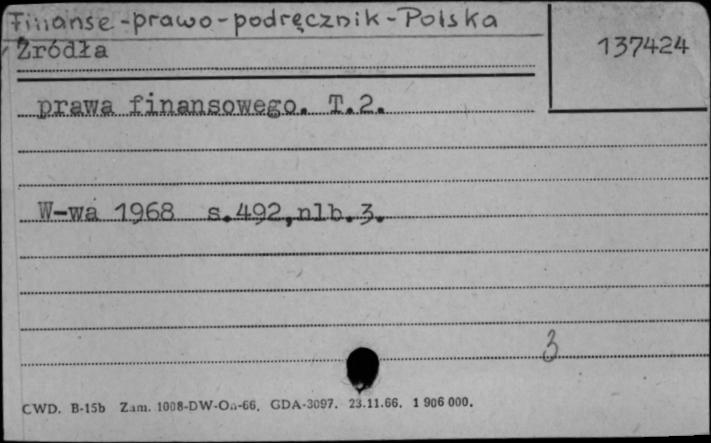 Finanse-prawo-podręcznik-Polska
Źródła
137424
prawa finansowego. T.2.
W-wa 1968 s.492,nlb.3.
3
CWD. B-15b Zam. 1008-DW-Oa-66. GDA-3097. 23.11.66. 1 906 000.